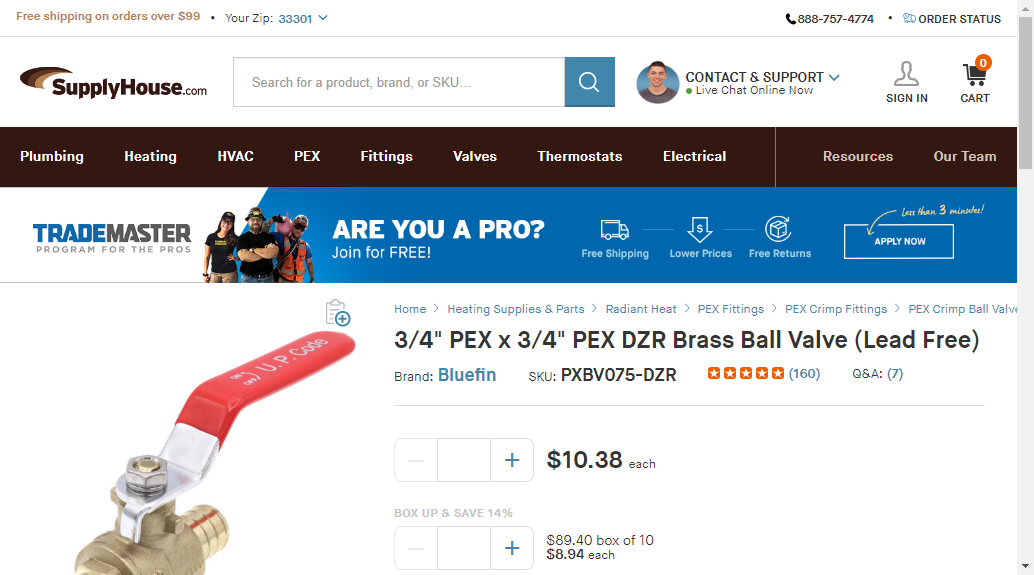 Free shipping on orders over $99 • Your Zip: 33301
888-757-4774 • ORDER STATUS
SupplyHouse.com
Search for a product, brand, or SKU...
CONTACT & SUPPORT
Live Chat Online Now
SIGN IN
0
CART
Plumbing Heating HVAC PEX Fittings Valves Thermostats Electrical Resources Our Team
TRADEMASTER
PROGRAM FOR THE PROS
ARE YOU A PRO?
Join for FREE!
Free Shipping
$
Lower Prices
Free Returns
Less than 3 minutes!
APPLY NOW
Home > Heating Supplies & Parts > Radiant Heat > PEX Fittings > PEX Crimp Fittings > PEX Crimp Ball Valve
3/4" PEX x 3/4" PEX DZR Brass Ball Valve (Lead Free)
Brand: Bluefin SKU: PXBV075-DZR (160) Q&A: (7)
U.P. Code
ON
OFF
$10.38 each
BOX UP & SAVE 14%
$89.40 box of 10
$8.94 each